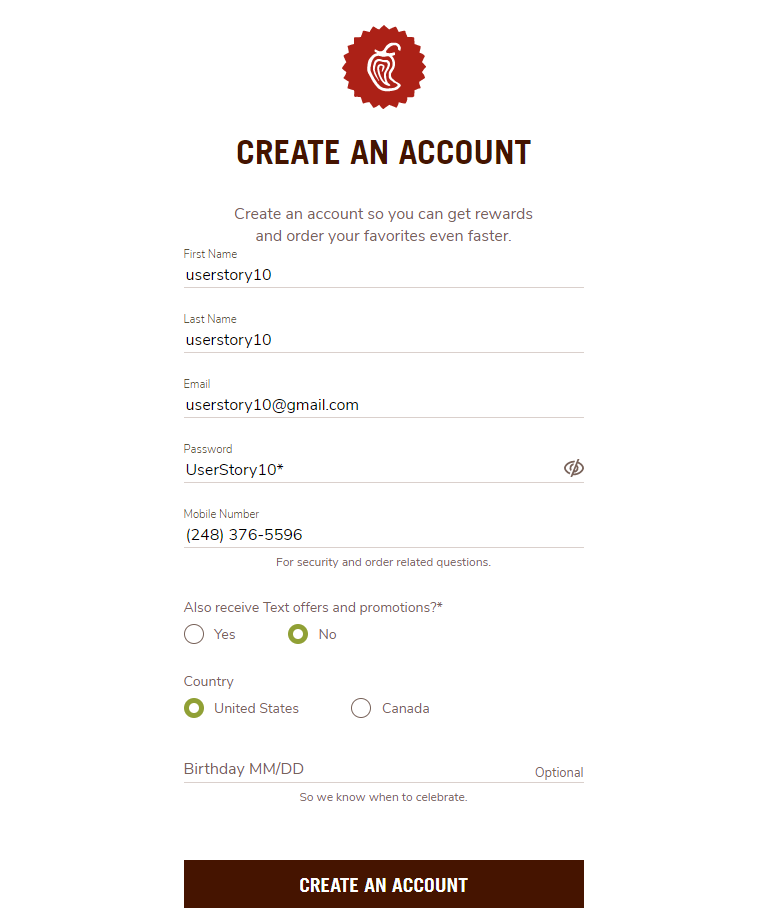 CREATE AN ACCOUNT
Create an account so you can get rewards
and order your favorites even faster.
First Name
userstory10
Last Name
userstory10
Email
userstory10@gmail.com
Password
UserStory10*
Mobile Number
(248) 376-5596
For security and order related questions.
Also receive Text offers and promotions?*
Yes No
Country
United States Canada
Birthday MM/DD Optional
So we know when to celebrate.
CREATE AN ACCOUNT